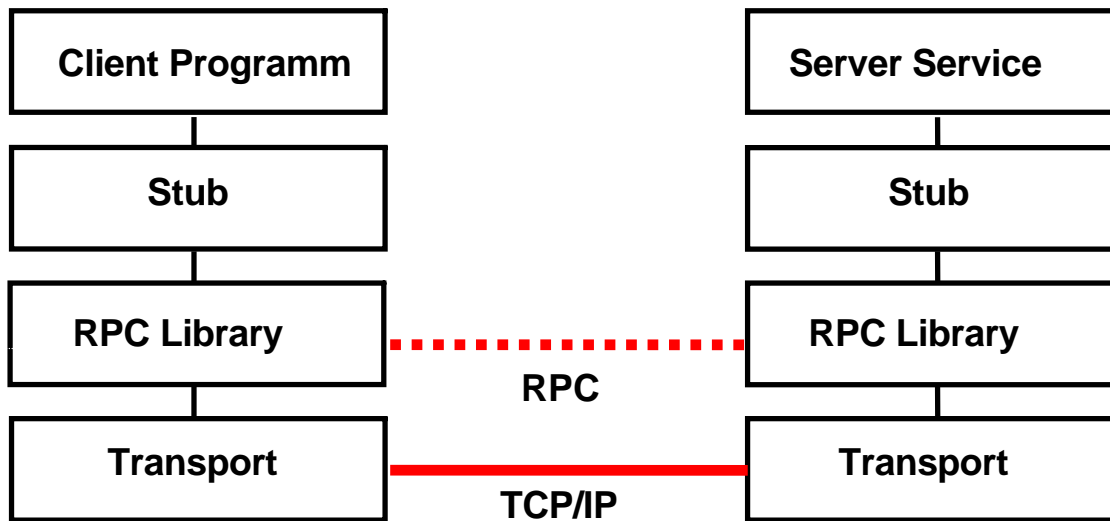 Client Programm
Server Service
Stub
Stub
RPC Library
RPC Library
RPC
Transport
Transport
TCP/IP